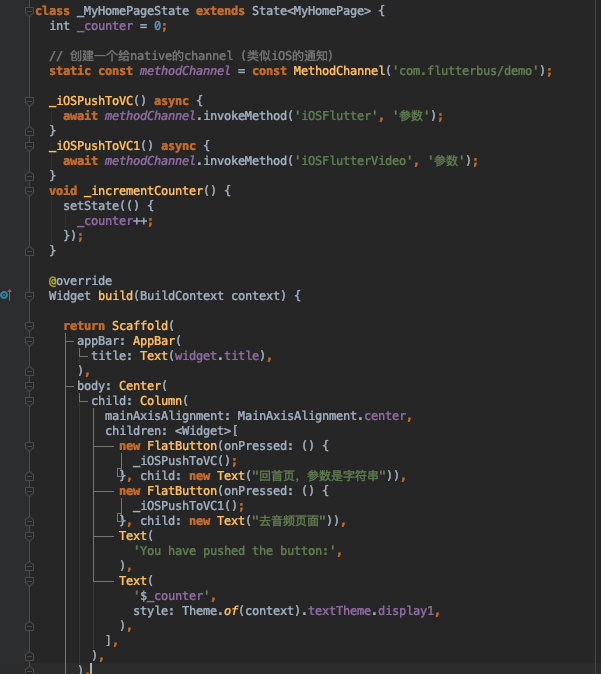 class _MyHomePageState extends State<MyHomePage> {
int _counter = 0;
// 创建一个给native的channel (类似iOS的通知)
static const methodChannel = const MethodChannel('com.flutterbus/demo');
_iOSPushToVC() async {
await methodChannel.invokeMethod('iOSFlutter', '参数');
}
_iOSPushToVC1() async {
await methodChannel.invokeMethod('iOSFlutterVideo', '参数');
}
void _incrementCounter() {
setState(() {
_counter++;
});
}
@override
Widget build(BuildContext context) {
return Scaffold(
appBar: AppBar(
title: Text(widget.title),
),
body: Center(
child: Column(
mainAxisAlignment: MainAxisAlignment.center,
children: <Widget>[
new FlatButton(onPressed: () {
_iOSPushToVC();
}, child: new Text("回首页，参数是字符串")),
new FlatButton(onPressed: () {
_iOSPushToVC1();
}, child: new Text("去音频页面")),
Text(
'You have pushed the button:',
),
Text(
'$_counter',
style: Theme.of(context).textTheme.display1,
),
],
),
),